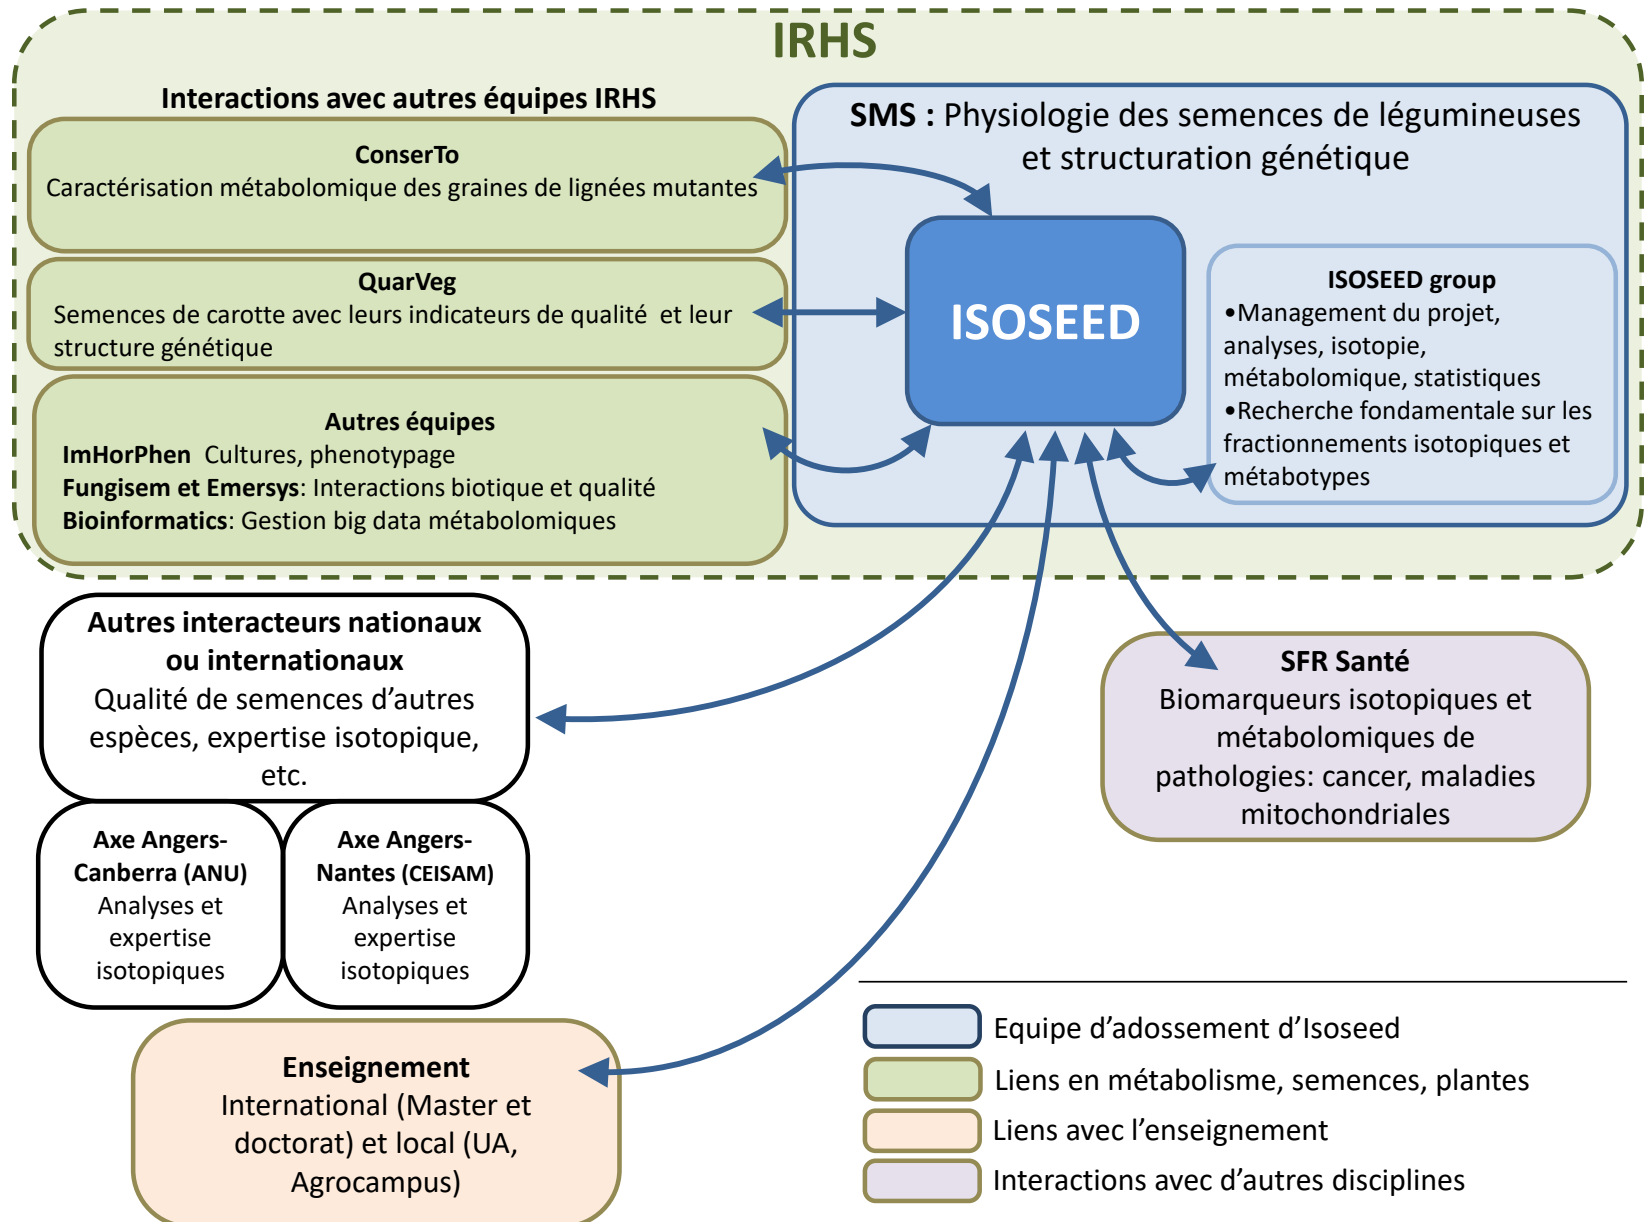 IRHS
Interactions avec autres équipes IRHS
ConserTo
Caractérisation métabolomique des graines de lignées mutantes
QuarVeg
Semences de carotte avec leurs indicateurs de qualité et leur
structure génétique
Autres équipes
ImHorPhen Cultures, phenotypage
Fungisem et Emersys: Interactions biotique et qualité
Bioinformatics: Gestion big data métabolomiques
SMS : Physiologie des semences de légumineuses
et structuration génétique
ISOSEED
ISOSEED group
•Management du projet,
analyses, isotopie,
métabolomique, statistiques
•Recherche fondamentale sur les
fractionnements isotopiques et
métabotypes
Autres interacteurs nationaux
ou internationaux
Qualité de semences d’autres
espèces, expertise isotopique,
etc.
Axe Angers-
Canberra (ANU)
Analyses et
expertise
isotopiques
Axe Angers-
Nantes (CEISAM)
Analyses et
expertise
isotopiques
SFR Santé
Biomarqueurs isotopiques et
métabolomiques de
pathologies: cancer, maladies
mitochondriales
Enseignement
International (Master et
doctorat) et local (UA,
Agrocampus)
Equipe d’adossement d’Isoseed
Liens en métabolisme, semences, plantes
Liens avec l’enseignement
Interactions avec d’autres disciplines